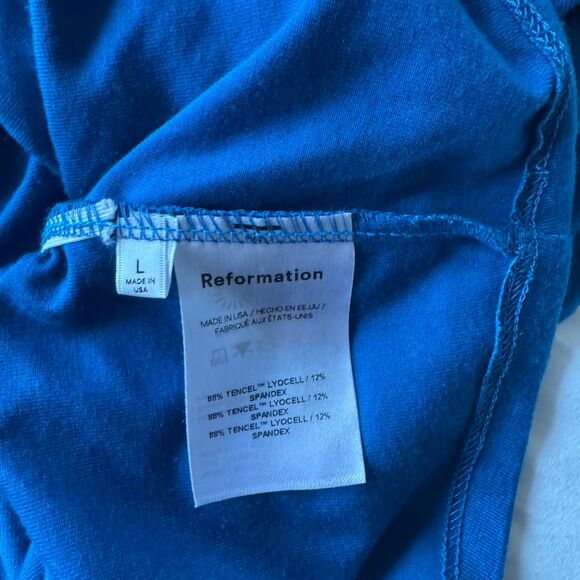 L
MADE IN
USA
Reformation
MADE IN USA / HECHO EN EE.UU /
FABRIQUÉ AUX ÉTATS-UNIS
88% TENCEL™ LYOCELL / 12%
SPANDEX
88% TENCEL™ LYOCELL / 12%
SPANDEX
88% TENCEL™ LYOCELL / 12%
SPANDEX